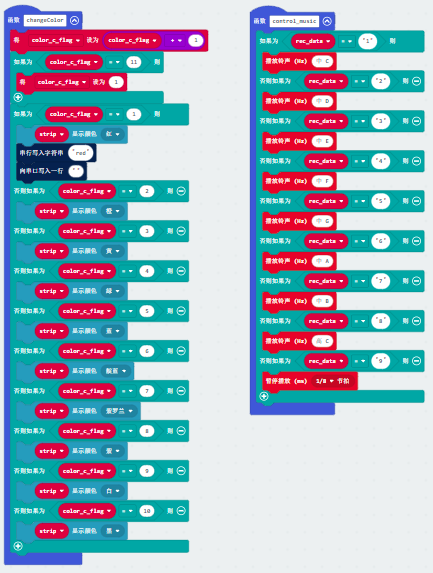 函数 changeColor
将 color_c_flag 设为 color_c_flag + 1
如果为 color_c_flag = 11 则
将 color_c_flag 设为 1
如果为 color_c_flag = 1 则
strip 显示颜色 红
串行写入字符串 "red"
向串口写入一行 ""
否则如果为 color_c_flag = 2 则
strip 显示颜色 橙
否则如果为 color_c_flag = 3 则
strip 显示颜色 黄
否则如果为 color_c_flag = 4 则
strip 显示颜色 绿
否则如果为 color_c_flag = 5 则
strip 显示颜色 蓝
否则如果为 color_c_flag = 6 则
strip 显示颜色 靛蓝
否则如果为 color_c_flag = 7 则
strip 显示颜色 紫罗兰
否则如果为 color_c_flag = 8 则
strip 显示颜色 紫
否则如果为 color_c_flag = 9 则
strip 显示颜色 白
否则如果为 color_c_flag = 10 则
strip 显示颜色 黑
函数 control_music
如果为 rec_data = "1" 则
播放铃声 (Hz) 中 C
否则如果为 rec_data = "2" 则
播放铃声 (Hz) 中 D
否则如果为 rec_data = "3" 则
播放铃声 (Hz) 中 E
否则如果为 rec_data = "4" 则
播放铃声 (Hz) 中 F
否则如果为 rec_data = "5" 则
播放铃声 (Hz) 中 G
否则如果为 rec_data = "6" 则
播放铃声 (Hz) 中 A
否则如果为 rec_data = "7" 则
播放铃声 (Hz) 中 B
否则如果为 rec_data = "8" 则
播放铃声 (Hz) 高 C
否则如果为 rec_data = "9" 则
暂停播放 (ms) 1/8 节拍